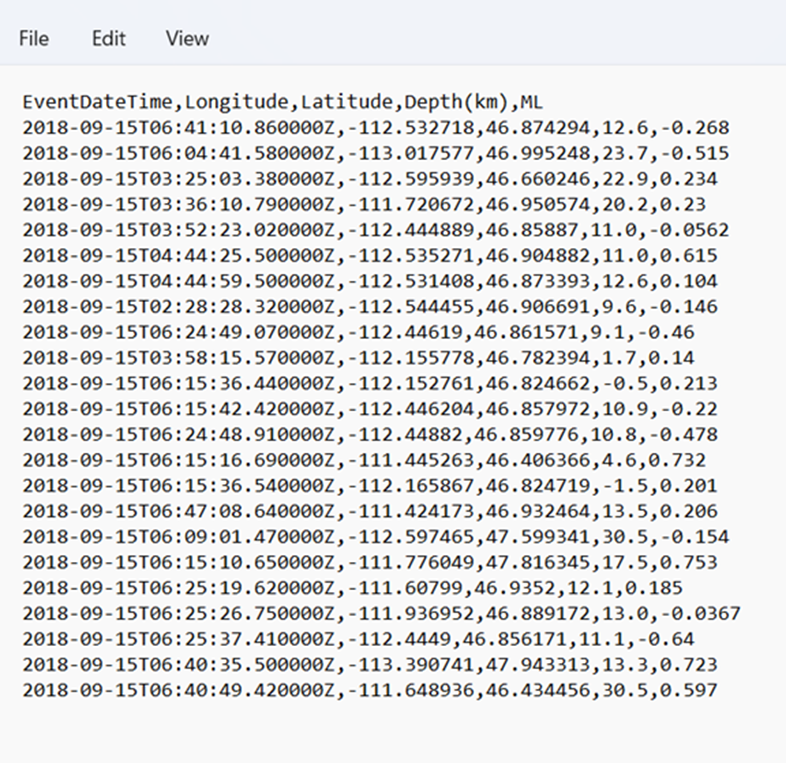 File Edit View
EventDateTime,Longitude,Latitude,Depth(km),ML
2018-09-15T06:41:10.860000Z,-112.532718,46.874294,12.6,-0.268
2018-09-15T06:04:41.580000Z,-113.017577,46.995248,23.7,-0.515
2018-09-15T03:25:03.380000Z,-112.595939,46.660246,22.9,0.234
2018-09-15T03:36:10.790000Z,-111.720672,46.950574,20.2,0.23
2018-09-15T03:52:23.020000Z,-112.444889,46.85887,11.0,-0.0562
2018-09-15T04:44:25.500000Z,-112.535271,46.904882,11.0,0.615
2018-09-15T04:44:59.500000Z,-112.531408,46.873393,12.6,0.104
2018-09-15T02:28:28.320000Z,-112.544455,46.906691,9.6,-0.146
2018-09-15T06:24:49.070000Z,-112.44619,46.861571,9.1,-0.46
2018-09-15T03:58:15.570000Z,-112.155778,46.782394,1.7,0.14
2018-09-15T06:15:36.440000Z,-112.152761,46.824662,-0.5,0.213
2018-09-15T06:15:42.420000Z,-112.446204,46.857972,10.9,-0.22
2018-09-15T06:24:48.910000Z,-112.44882,46.859776,10.8,-0.478
2018-09-15T06:15:16.690000Z,-111.445263,46.406366,4.6,0.732
2018-09-15T06:15:36.540000Z,-112.165867,46.824719,-1.5,0.201
2018-09-15T06:47:08.640000Z,-111.424173,46.932464,13.5,0.206
2018-09-15T06:09:01.470000Z,-112.597465,47.599341,30.5,-0.154
2018-09-15T06:15:10.650000Z,-111.776049,47.816345,17.5,0.753
2018-09-15T06:25:19.620000Z,-111.60799,46.9352,12.1,0.185
2018-09-15T06:25:26.750000Z,-111.936952,46.889172,13.0,-0.0367
2018-09-15T06:25:37.410000Z,-112.4449,46.856171,11.1,-0.64
2018-09-15T06:40:35.500000Z,-113.390741,47.943313,13.3,0.723
2018-09-15T06:40:49.420000Z,-111.648936,46.434456,30.5,0.597